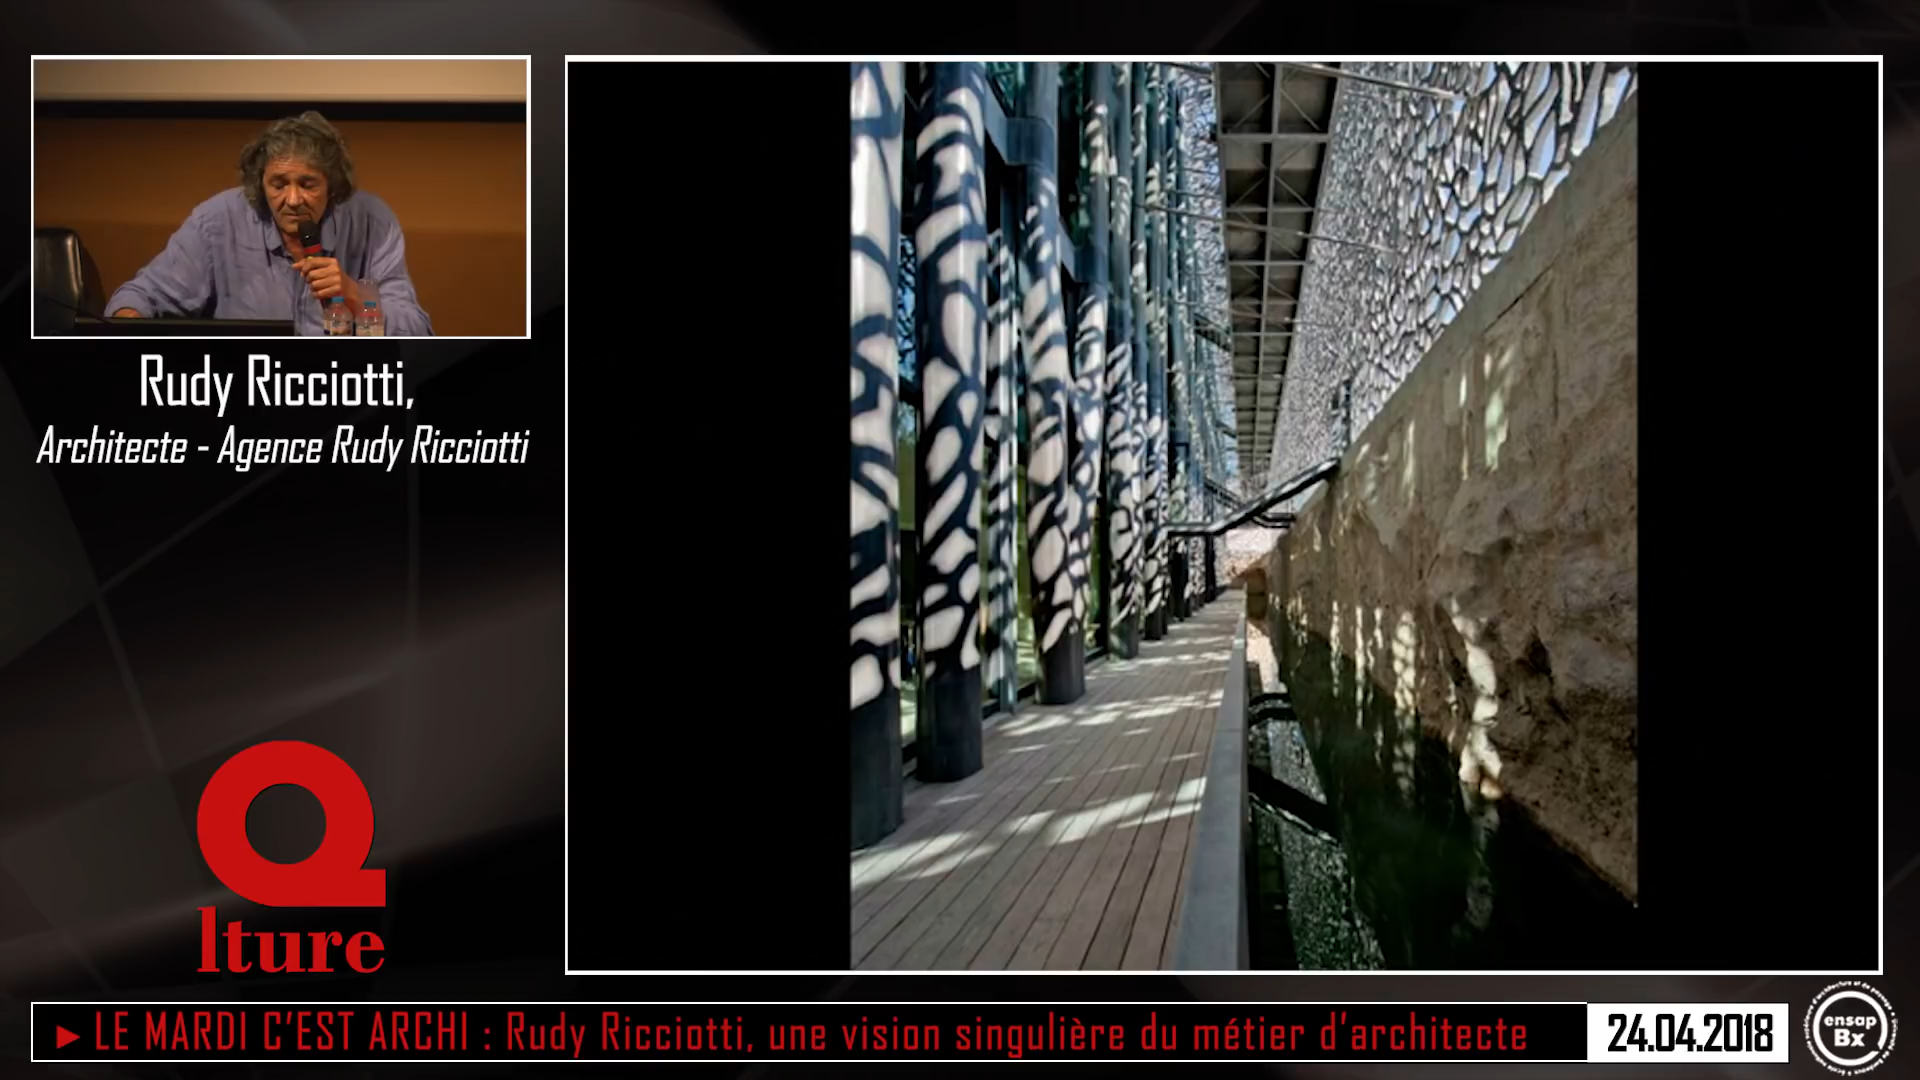 Rudy Ricciotti,
Architecte - Agence Rudy Ricciotti
Q
lture
► LE MARDI C'EST ARCHI : Rudy Ricciotti, une vision singulière du métier d'architecte
24.04.2018
ensap
Bx